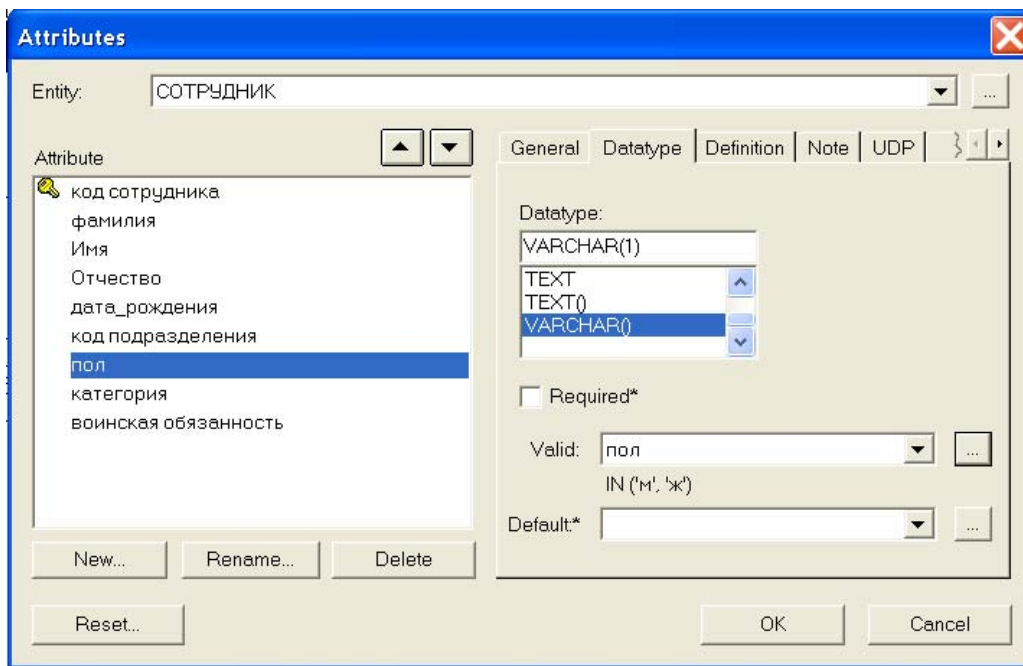 Attributes
Entity: СОТРУДНИК ...
Attribute
код сотрудника
фамилия
Имя
Отчество
дата_рождения
код подразделения
пол
категория
воинская обязанность
New... Rename... Delete
General Datatype Definition Note UDP
Datatype:
VARCHAR(1)
TEXT
TEXT()
VARCHAR()
Required*
Valid: пол ...
IN ('м', 'ж')
Default:* ...
Reset... OK Cancel